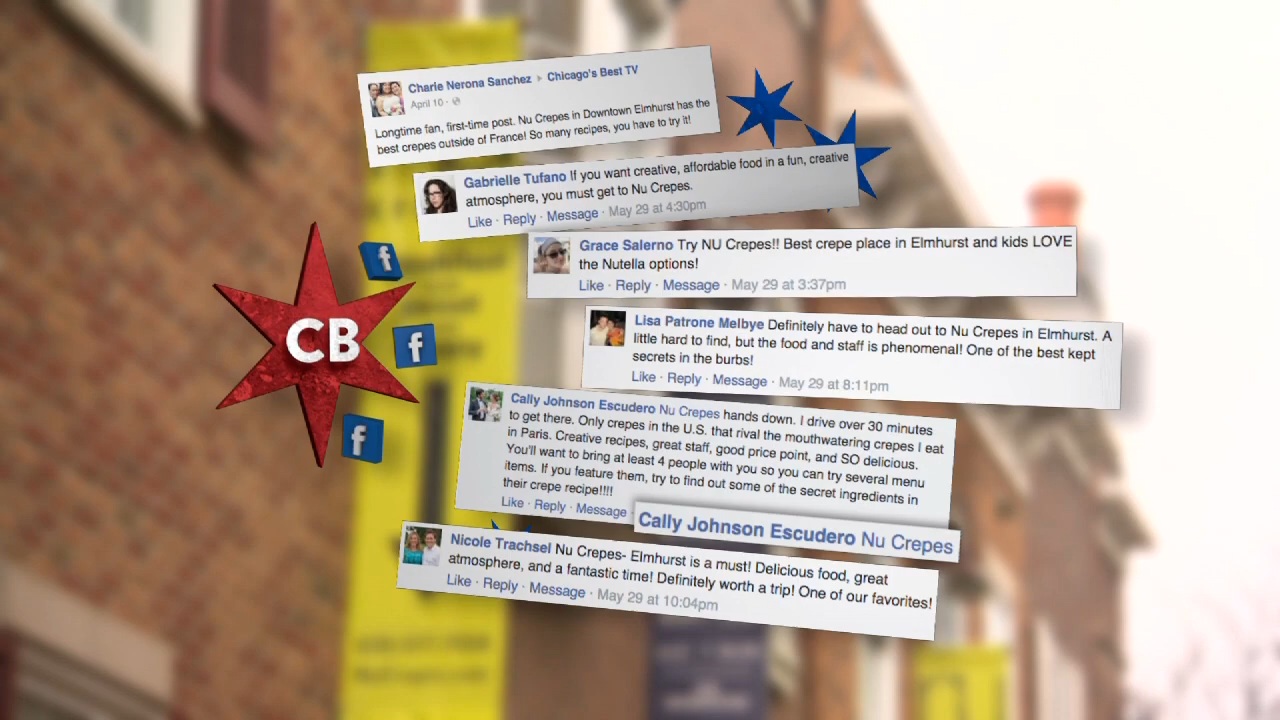 Charie Nerona Sanchez ▸ Chicago's Best TV
April 10 ·
Longtime fan, first-time post. Nu Crepes in Downtown Elmhurst has the
best crepes outside of France! So many recipes, you have to try it!
Gabrielle Tufano If you want creative, affordable food in a fun, creative
atmosphere, you must get to Nu Crepes.
Like · Reply · Message · May 29 at 4:30pm
Grace Salerno Try NU Crepes!! Best crepe place in Elmhurst and kids LOVE
the Nutella options!
Like · Reply · Message · May 29 at 3:37pm
CB
f
f
f
Lisa Patrone Melbye Definitely have to head out to Nu Crepes in Elmhurst. A
little hard to find, but the food and staff is phenomenal! One of the best kept
secrets in the burbs!
Like · Reply · Message · May 29 at 8:11pm
Cally Johnson Escudero Nu Crepes hands down. I drive over 30 minutes
to get there. Only crepes in the U.S. that rival the mouthwatering crepes I eat
in Paris. Creative recipes, great staff, good price point, and SO delicious.
You'll want to bring at least 4 people with you so you can try several menu
items. If you feature them, try to find out some of the secret ingredients in
their crepe recipe!!!!
Like · Reply · Message ·
Cally Johnson Escudero Nu Crepes
Nicole Trachsel Nu Crepes- Elmhurst is a must! Delicious food, great
atmosphere, and a fantastic time! Definitely worth a trip! One of our favorites!
Like · Reply · Message · May 29 at 10:04pm